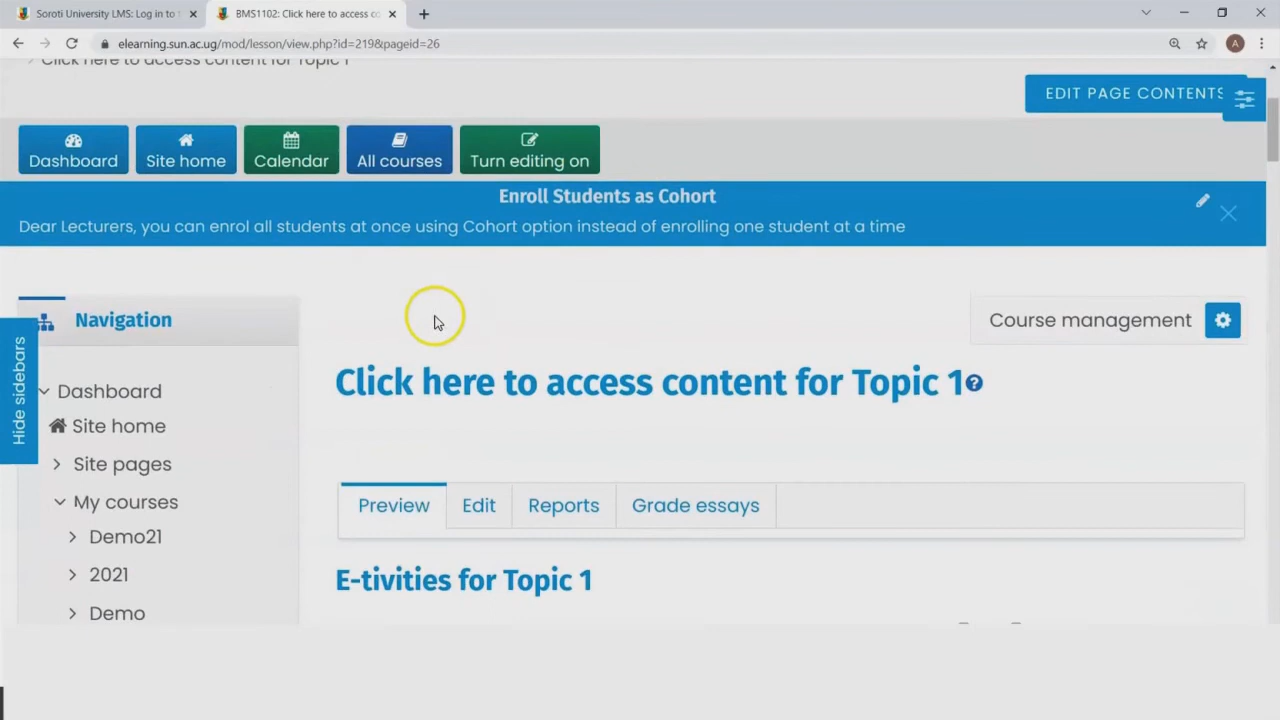 Soroti University LMS: Log in to
BMS1102: Click here to access co
elearning.sun.ac.ug/mod/lesson/view.php?id=219&pageid=26
A
Click here to access content for Topic 1
EDIT PAGE CONTENTS
Dashboard
Site home
Calendar
All courses
Turn editing on
Enroll Students as Cohort
Dear Lecturers, you can enrol all students at once using Cohort option instead of enrolling one student at a time
Hide sidebars
Navigation
Course management
Click here to access content for Topic 1
Dashboard
Site home
Site pages
My courses
Demo21
2021
Demo
Preview
Edit
Reports
Grade essays
E-tivities for Topic 1